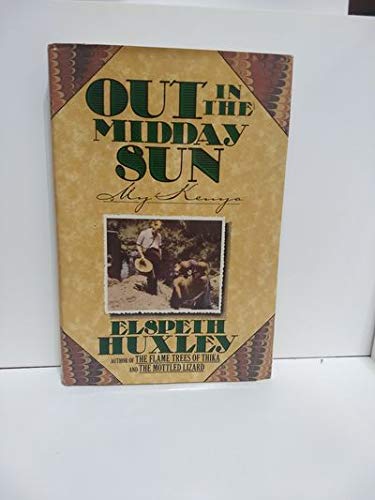 OUT IN THE
MIDDAY
SUN
My Kenya
ELSPETH
HUXLEY
AUTHOR OF THE FLAME TREES OF THIKA
AND THE MOTTLED LIZARD